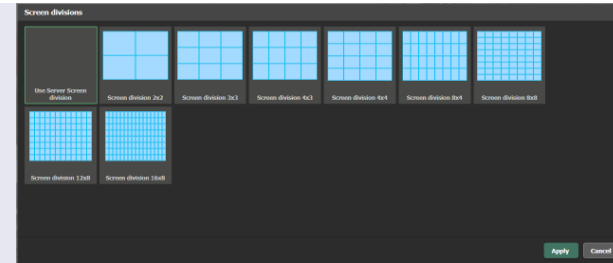 Screen divisions
Use Server Screen
division
Screen division 2x2
Screen division 3x3
Screen division 4x3
Screen division 4x4
Screen division 8x4
Screen division 8x8
Screen division 12x8
Screen division 16x8
Apply
Cancel